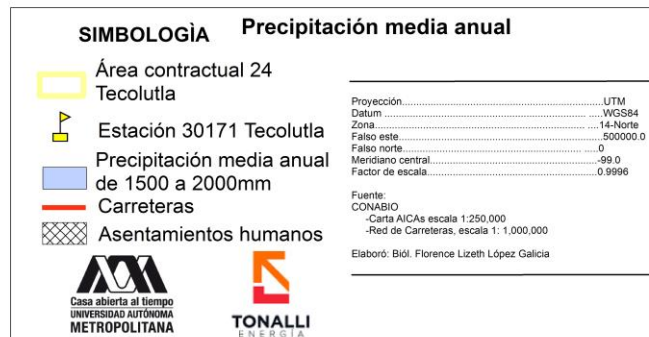 Precipitación media anual
SIMBOLOGÌA
Área contractual 24
Tecolutla
Estación 30171 Tecolutla
Precipitación media anual
de 1500 a 2000mm
Carreteras
Asentamientos humanos
Casa abierta al tiempo
UNIVERSIDAD AUTÓNOMA
METROPOLITANA
TONALLI
ENERGÍA
Proyección..........................................UTM
Datum ............................................ ....WGS84
Zona................................................ ....14-Norte
Falso este..............................................500000.0
Falso norte......................................... .....0
Meridiano central....................................-99.0
Factor de escala......................................0.9996
Fuente:
CONABIO
-Carta AICAs escala 1:250,000
-Red de Carreteras, escala 1: 1,000,000
Elaboró: Biól. Florence Lizeth López Galicia